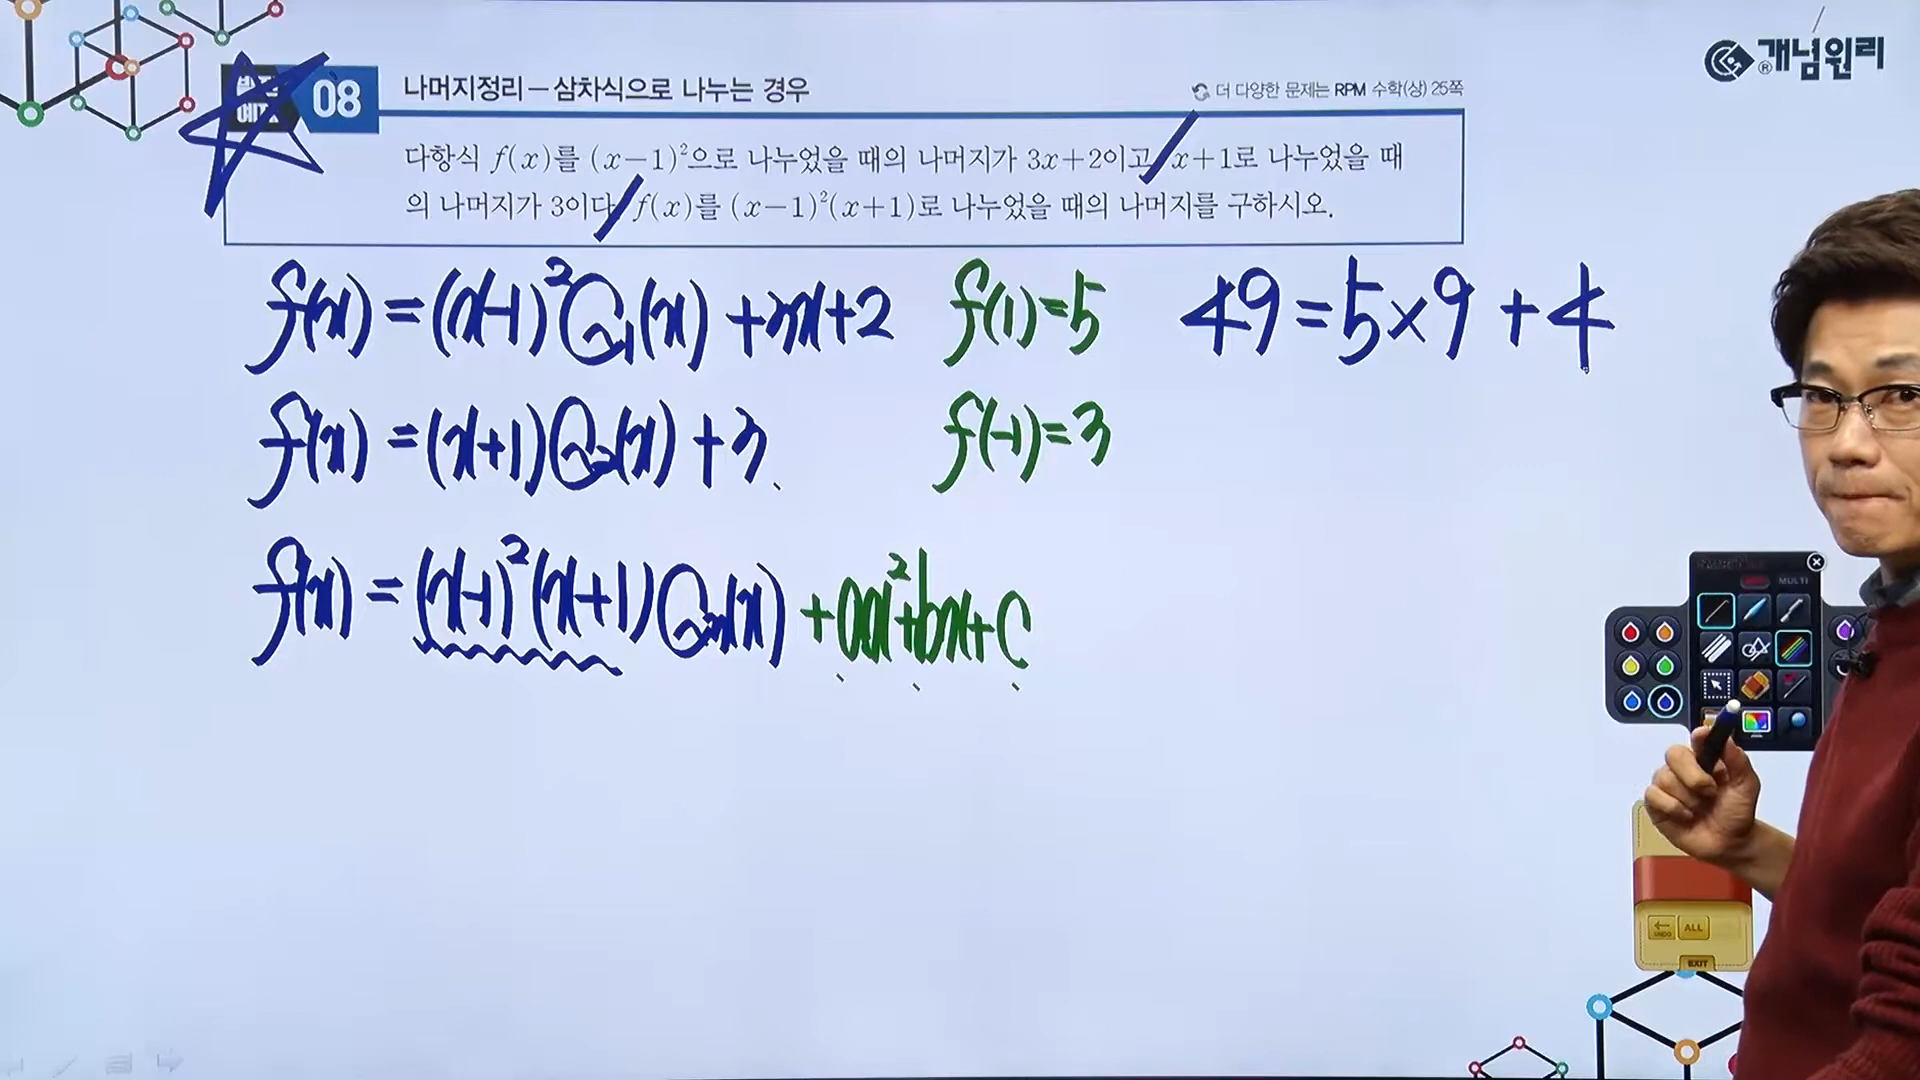 개념원리
®
08
나머지정리 – 삼차식으로 나누는 경우
더 다양한 문제는 RPM 수학(상) 25쪽
다항식 f(x)를 (x−1)²으로 나누었을 때의 나머지가 3x+2이고 x+1로 나누었을 때
의 나머지가 3이다 f(x)를 (x−1)²(x+1)로 나누었을 때의 나머지를 구하시오.
f(x) = (x-1)²Q₁(x) + 3x+2 f(1)=5 49=5×9+4
f(x) = (x+1)Q₂(x) + 3 f(-1)=3
f(x) = (x-1)²(x+1)Q₃(x) + ax²+bx+c
MULTI
UNDO ALL
EXIT